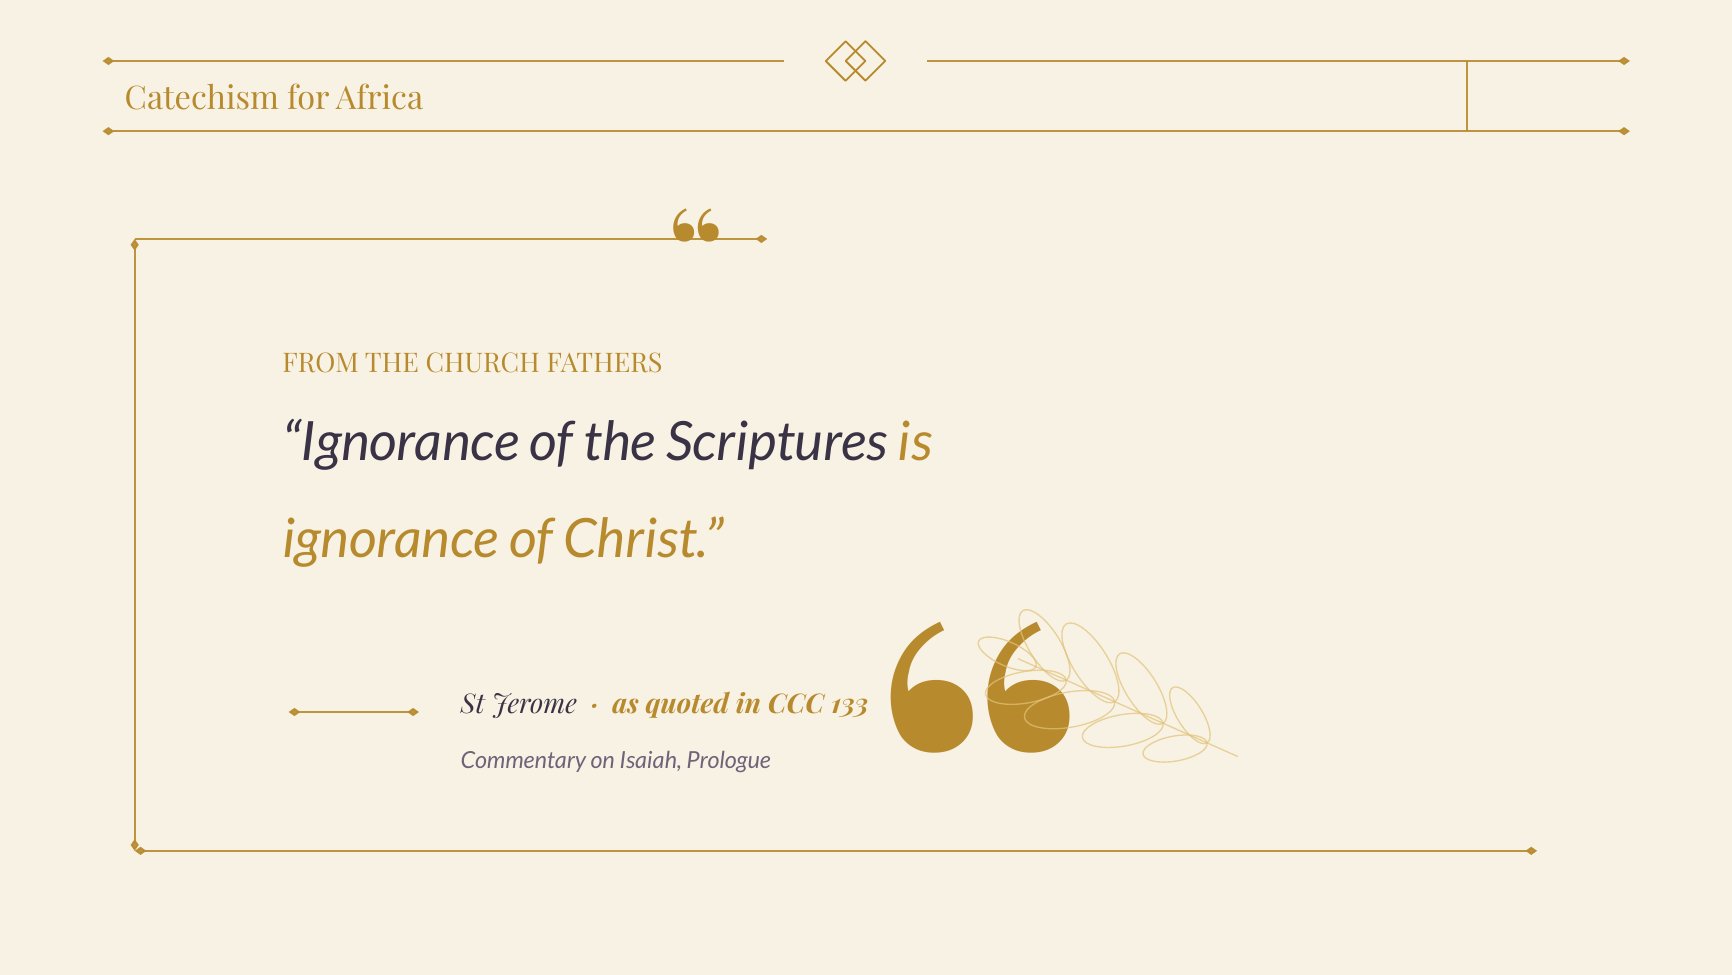 Catechism for Africa
FROM THE CHURCH FATHERS
“Ignorance of the Scriptures is
ignorance of Christ.”
St Jerome · as quoted in CCC 133
Commentary on Isaiah, Prologue